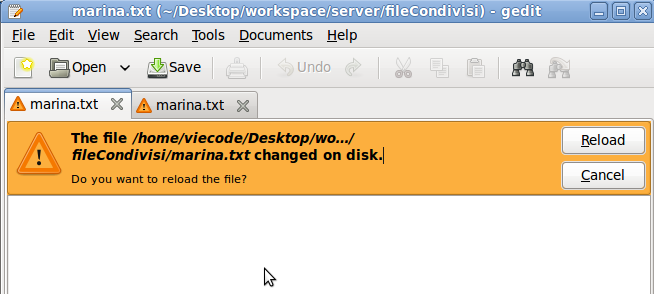 marina.txt (~/Desktop/workspace/server/fileCondivisi) - gedit
File Edit View Search Tools Documents Help
Open Save Undo
marina.txt marina.txt
The file /home/viecode/Desktop/wo.../
fileCondivisi/marina.txt changed on disk.
Do you want to reload the file?
Reload
Cancel